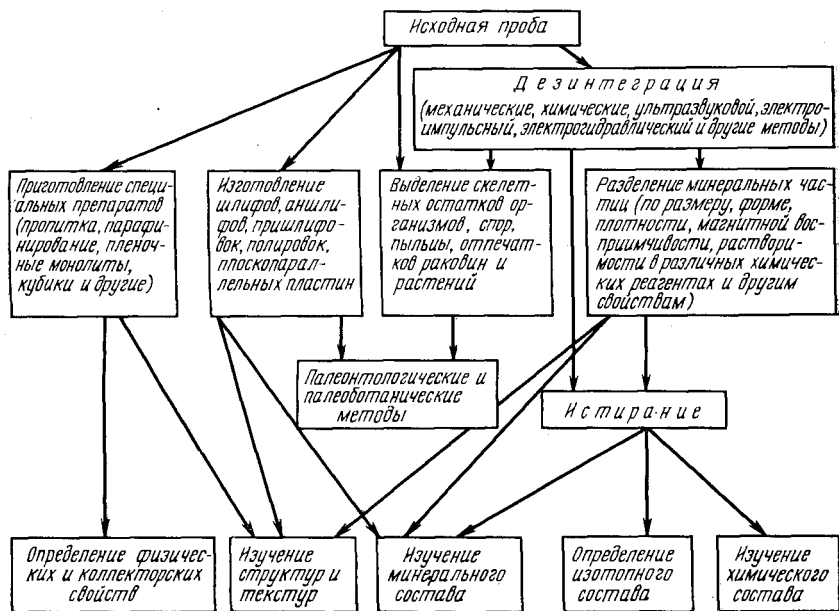 Исходная проба
Дезинтеграция
(механические, химические, ультразвуковой, электро-
импульсный, электрогидравлический и другие методы)
Приготовление специ-
альных препаратов
(пропитка, парафи-
нирование, пленоч-
ные монолиты,
кубики и другие)
Изготовление
шлифов, аншли-
фов, пришлифо-
вок, полировок,
плоскопарал-
лельных пластин
Выделение скелет-
ных остатков ор-
ганизмов, спор,
пыльцы, отпечат-
ков раковин и
растений
Разделение минеральных час-
тиц (по размеру, форме,
плотности, магнитной вос-
приимчивости, раствори-
мости в различных химичес-
ких реагентах и другим
свойствам)
Палеонтологические и
палеоботанические
методы
Истирание
Определение физичес-
ких и коллекторских
свойств
Изучение
структур и
текстур
Изучение
минерального
состава
Определение
изотопного
состава
Изучение
химического
состава